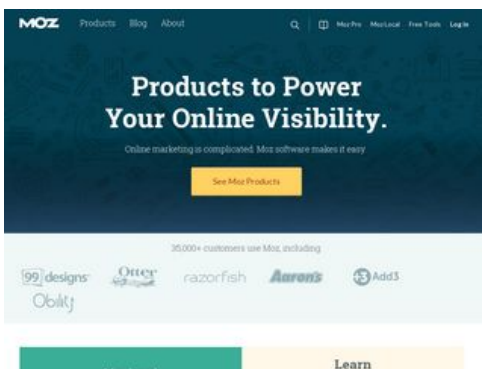 MOZ Products Blog About Moz Pro Moz Local Free Tools Log in
Products to Power
Your Online Visibility.
Online marketing is complicated. Moz software makes it easy
See Moz Products
35,000+ customers use Moz, including
99designs Otter razorfish Aaron's Add3
Obility
Learn